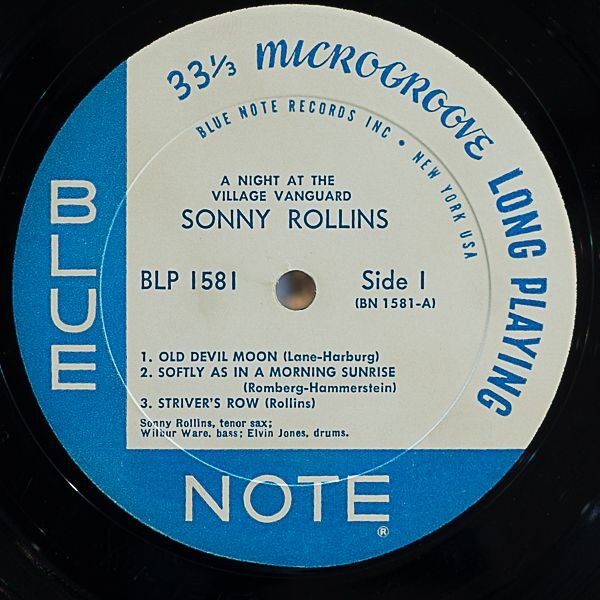 33⅓ MICROGROOVE LONG PLAYING
BLUE NOTE RECORDS INC • NEW YORK USA
A NIGHT AT THE
VILLAGE VANGUARD
SONNY ROLLINS
BLP 1581 Side 1
(BN 1581-A)
1. OLD DEVIL MOON (Lane-Harburg)
2. SOFTLY AS IN A MORNING SUNRISE
(Romberg-Hammerstein)
3. STRIVER'S ROW (Rollins)
Sonny Rollins, tenor sax;
Wilbur Ware, bass; Elvin Jones, drums.
BLUE
NOTE
®